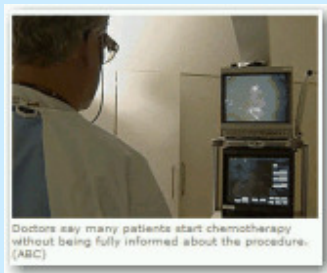 Doctors say many patients start chemotherapy
without being fully informed about the procedure.
(ABC)